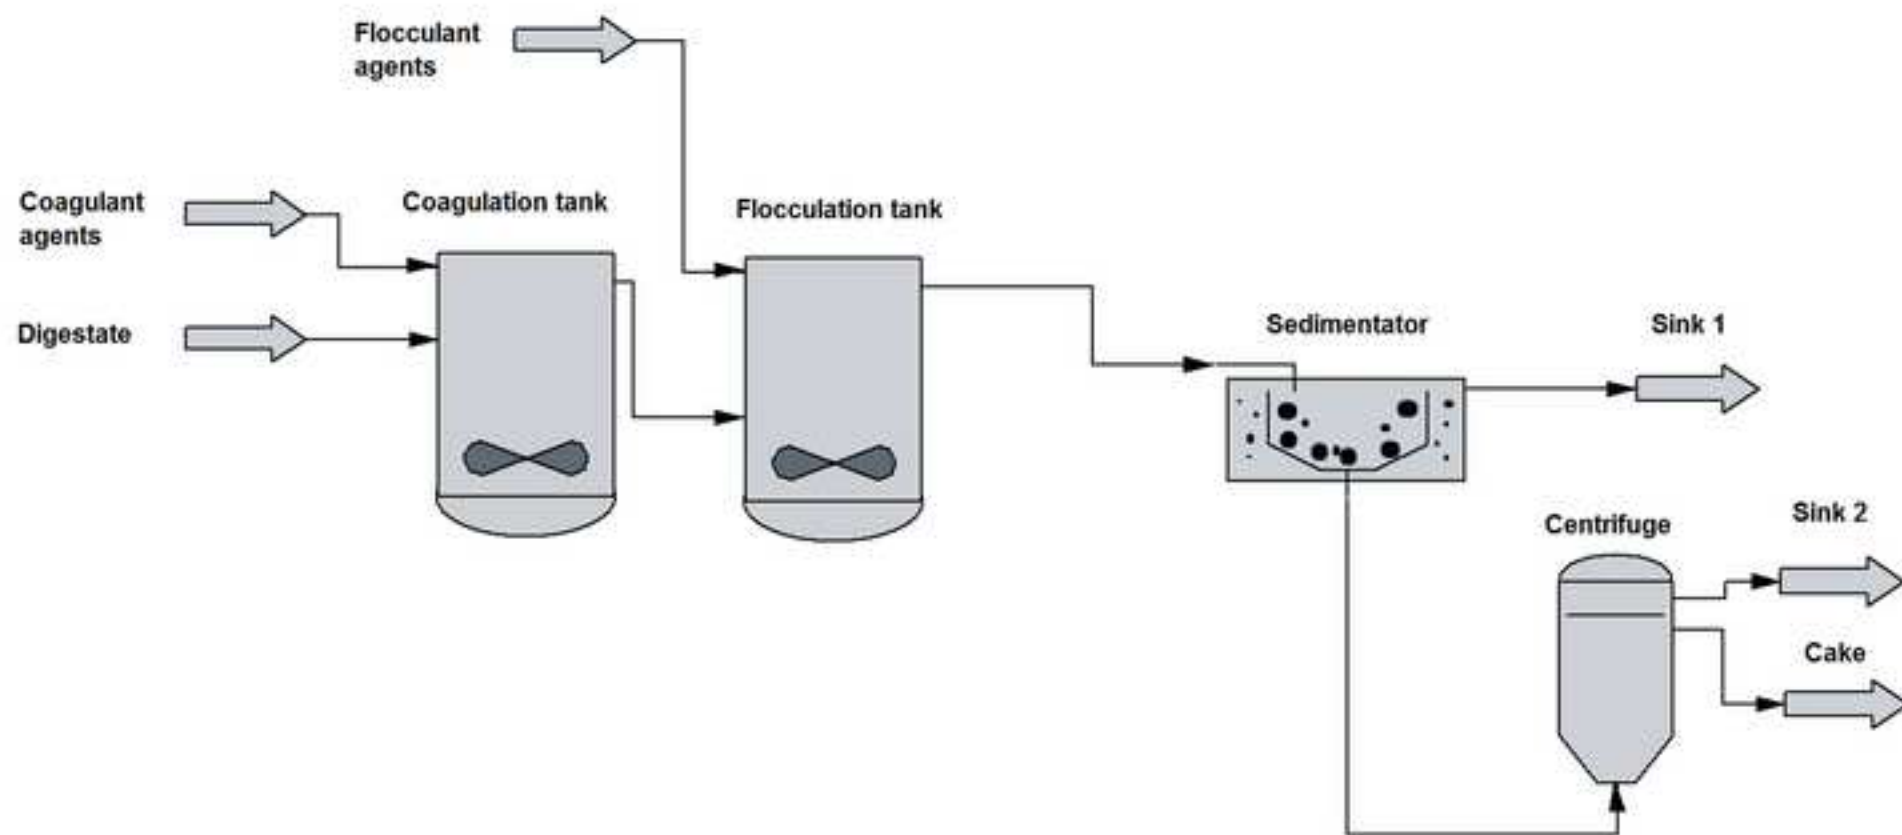 Flocculant
agents
Coagulant
agents
Coagulation tank
Flocculation tank
Digestate
Sedimentator
Sink 1
Centrifuge
Sink 2
Cake